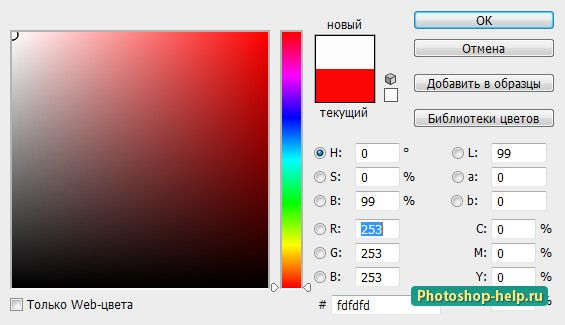 новый
текущий
ОК
Отмена
Добавить в образцы
Библиотеки цветов
H: 0 °
S: 0 %
B: 99 %
R: 253
G: 253
B: 253
L: 99
a: 0
b: 0
C: 0 %
M: 0 %
Y: 0 %
%
Только Web-цвета
# fdfdfd
Photoshop-help.ru